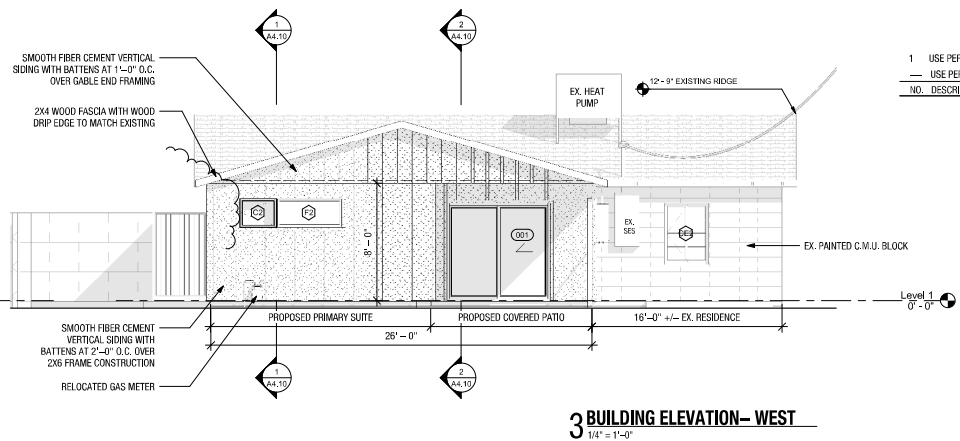 1
A4.10
2
A4.10
SMOOTH FIBER CEMENT VERTICAL
SIDING WITH BATTENS AT 1'–0" O.C.
OVER GABLE END FRAMING
2X4 WOOD FASCIA WITH WOOD
DRIP EDGE TO MATCH EXISTING
EX. HEAT
PUMP
12' - 9" EXISTING RIDGE
1 USE PER
— USE PER
NO. DESCRI
C2
F2
8' – 0"
001
EX.
SES
EX. PAINTED C.M.U. BLOCK
Level 1
0' - 0"
PROPOSED PRIMARY SUITE
PROPOSED COVERED PATIO
16'–0" +/– EX. RESIDENCE
26' – 0"
SMOOTH FIBER CEMENT
VERTICAL SIDING WITH
BATTENS AT 2'–0" O.C. OVER
2X6 FRAME CONSTRUCTION
RELOCATED GAS METER
1
A4.10
2
A4.10
3 BUILDING ELEVATION– WEST
1/4" = 1'–0"